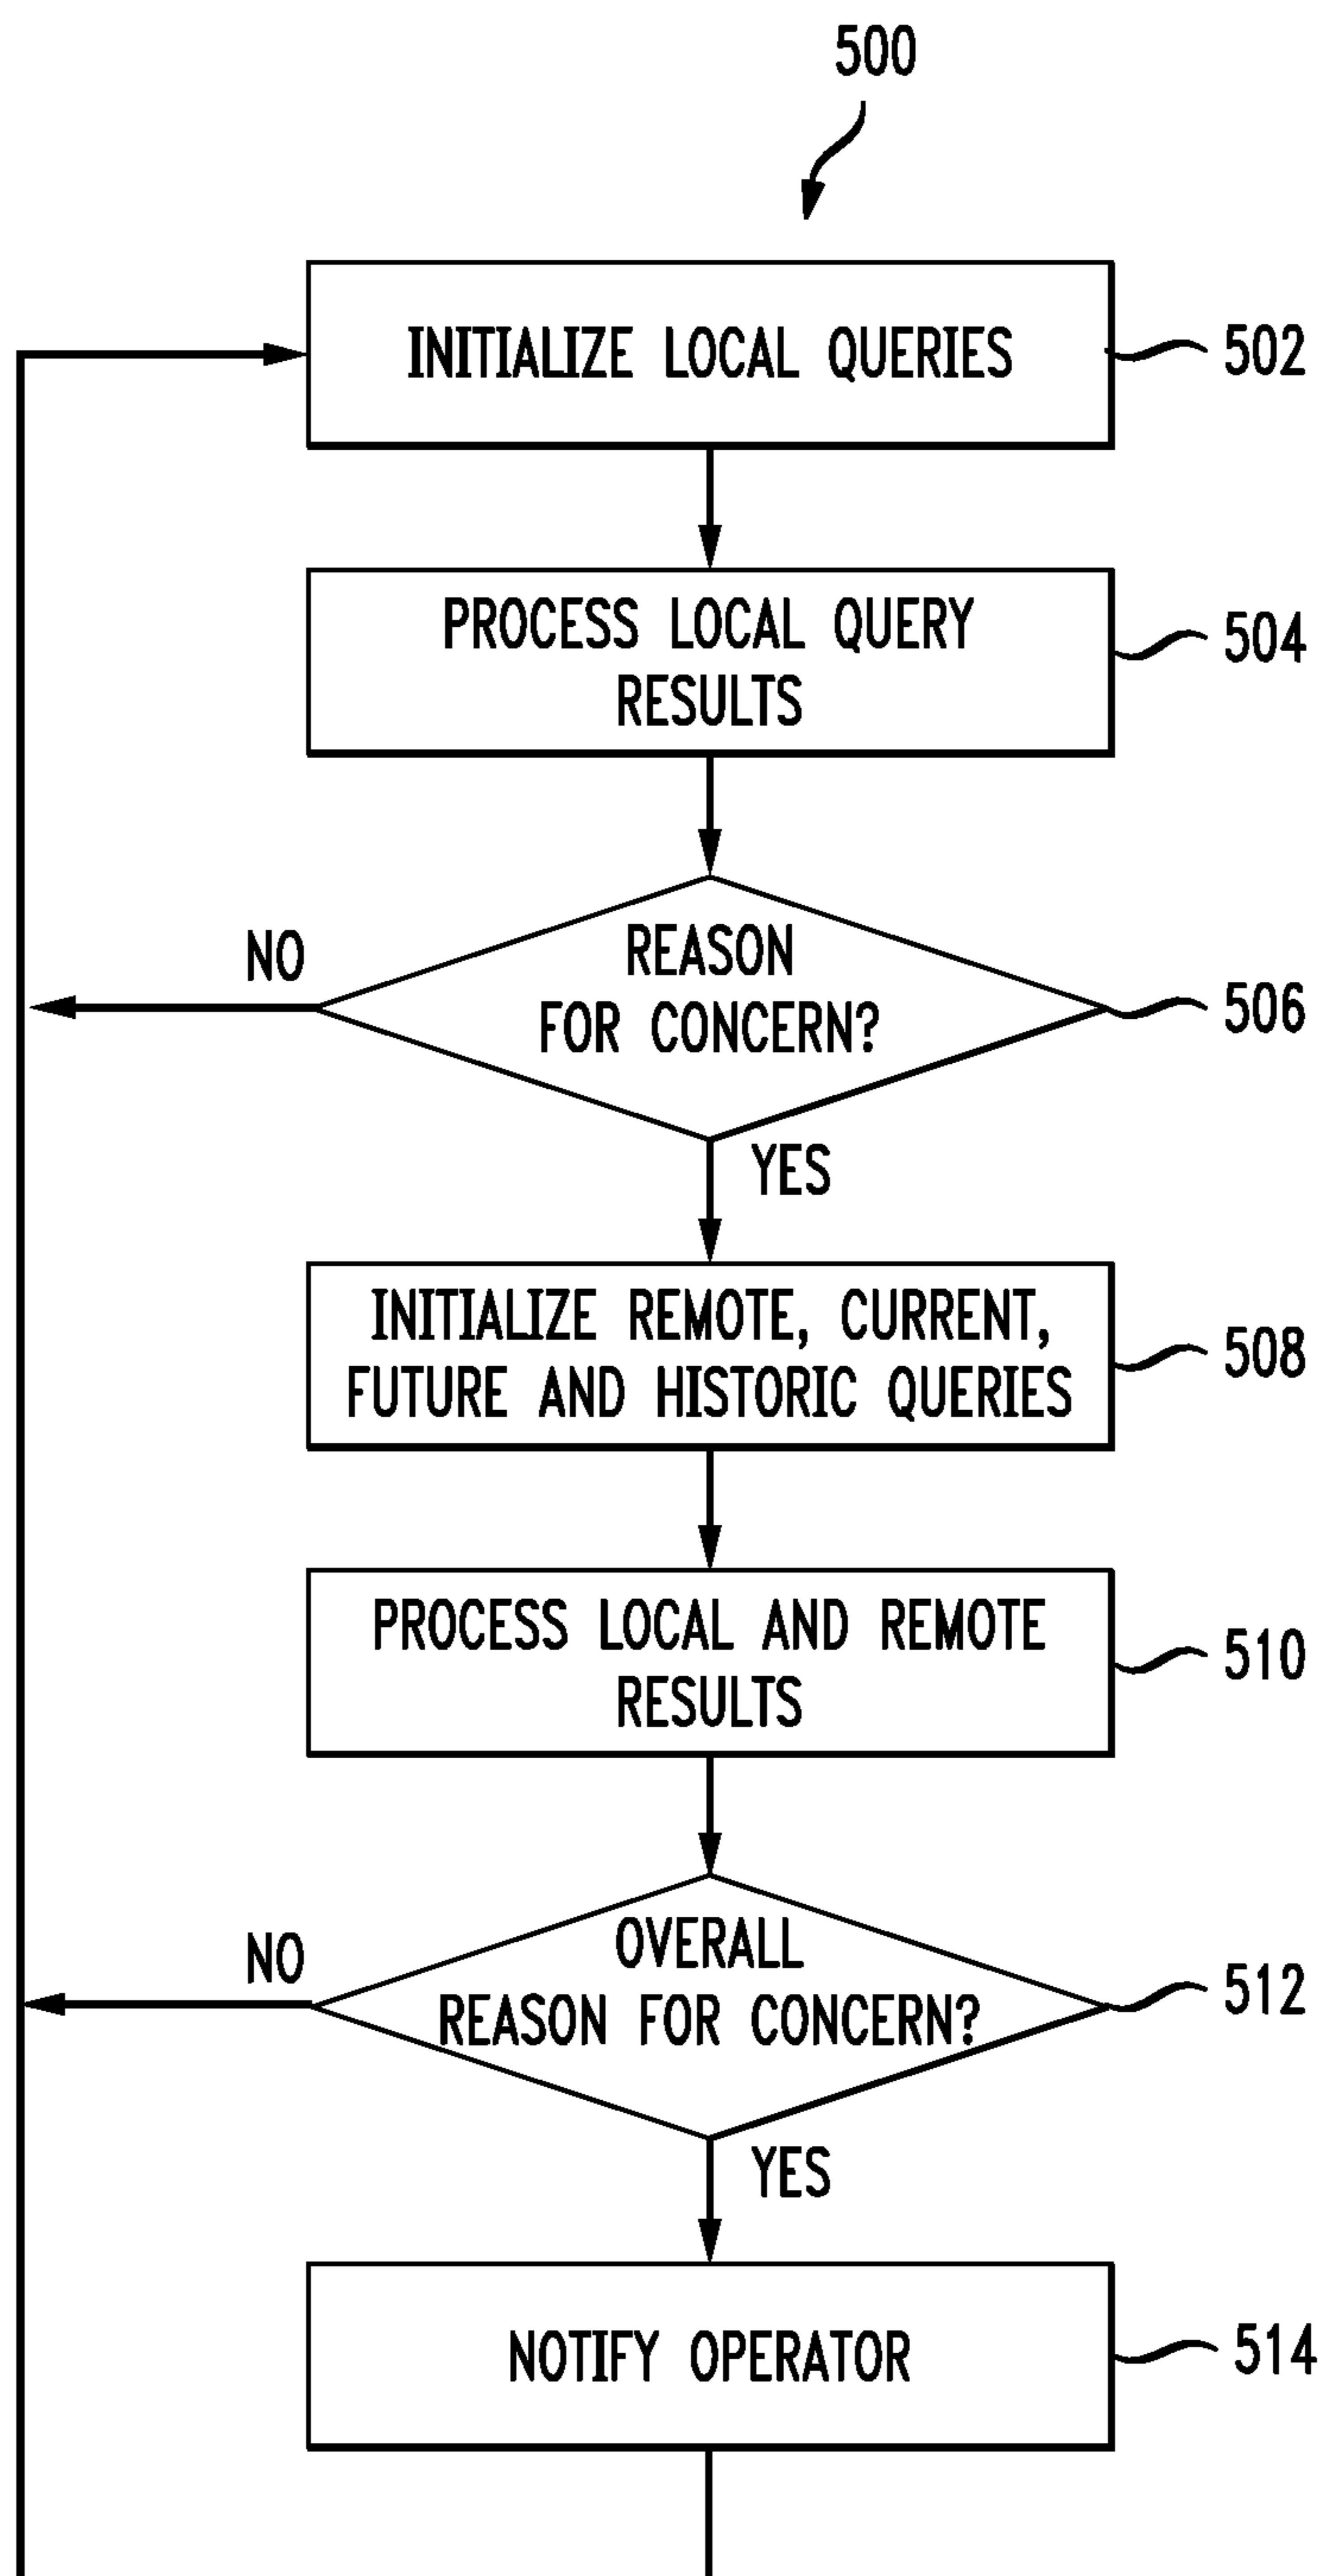 500
INITIALIZE LOCAL QUERIES
502
PROCESS LOCAL QUERY
RESULTS
504
REASON
FOR CONCERN?
NO
506
YES
INITIALIZE REMOTE, CURRENT,
FUTURE AND HISTORIC QUERIES
508
PROCESS LOCAL AND REMOTE
RESULTS
510
OVERALL
REASON FOR CONCERN?
NO
512
YES
NOTIFY OPERATOR
514